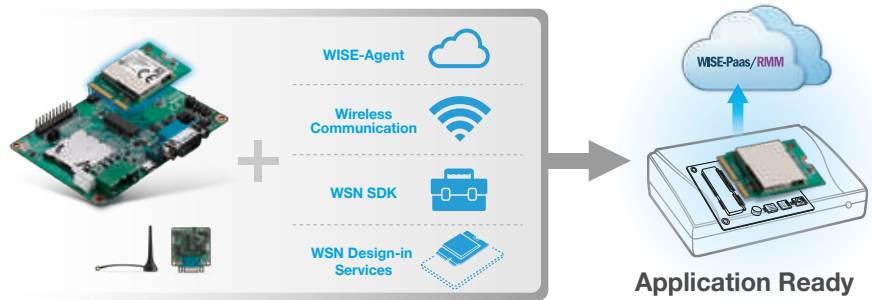 WISE-Agent
Wireless
Communication
WSN SDK
WSN Design-in
Services
WISE-Paas/RMM
Application Ready